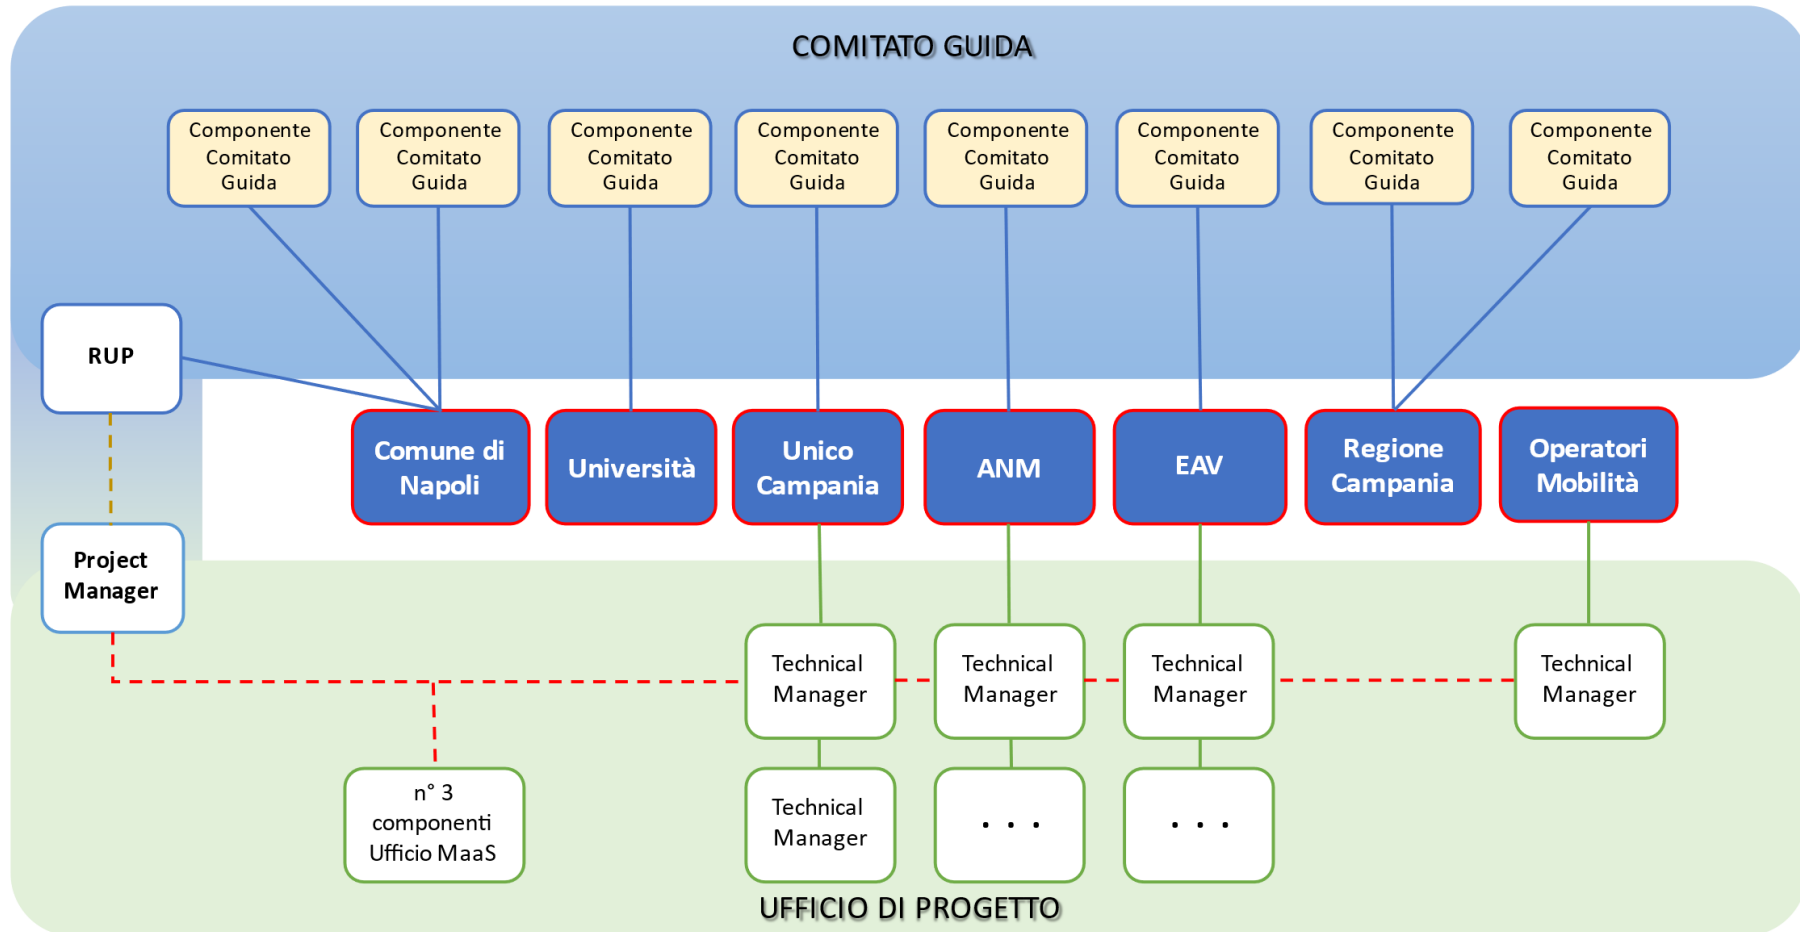 COMITATO GUIDA
Componente
Comitato
Guida
Componente
Comitato
Guida
Componente
Comitato
Guida
Componente
Comitato
Guida
Componente
Comitato
Guida
Componente
Comitato
Guida
Componente
Comitato
Guida
Componente
Comitato
Guida
RUP
Comune di
Napoli
Università
Unico
Campania
ANM
EAV
Regione
Campania
Operatori
Mobilità
Project
Manager
Technical
Manager
Technical
Manager
Technical
Manager
Technical
Manager
n° 3
componenti
Ufficio MaaS
Technical
Manager
. . .
. . .
UFFICIO DI PROGETTO